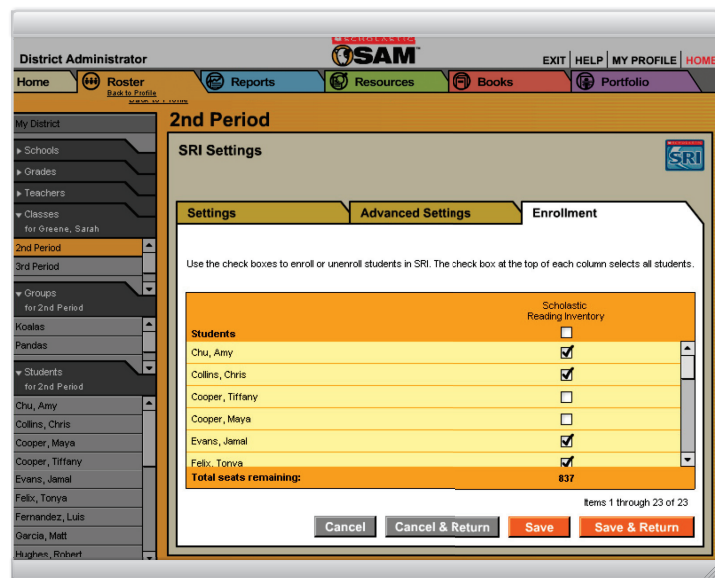 SCHOLASTIC
District Administrator
SAM™
EXIT HELP MY PROFILE HOME
Home
Roster
Back to Profile
Reports
Resources
Books
Portfolio
Back to Profile
My District
Schools
Grades
Teachers
Classes
for Greene, Sarah
2nd Period
3rd Period
Groups
for 2nd Period
Koalas
Pandas
Students
for 2nd Period
Chu, Amy
Collins, Chris
Cooper, Maya
Cooper, Tiffany
Evans, Jamal
Felix, Tonya
Fernandez, Luis
Garcia, Matt
Hughes, Robert
2nd Period
SRI Settings
SRI
Settings
Advanced Settings
Enrollment
Use the check boxes to enroll or unenroll students in SRI. The check box at the top of each column selects all students.
Scholastic
Reading Inventory
Students
Chu, Amy
Collins, Chris
Cooper, Tiffany
Cooper, Maya
Evans, Jamal
Felix, Tonya
Total seats remaining: 837
Items 1 through 23 of 23
Cancel
Cancel & Return
Save
Save & Return